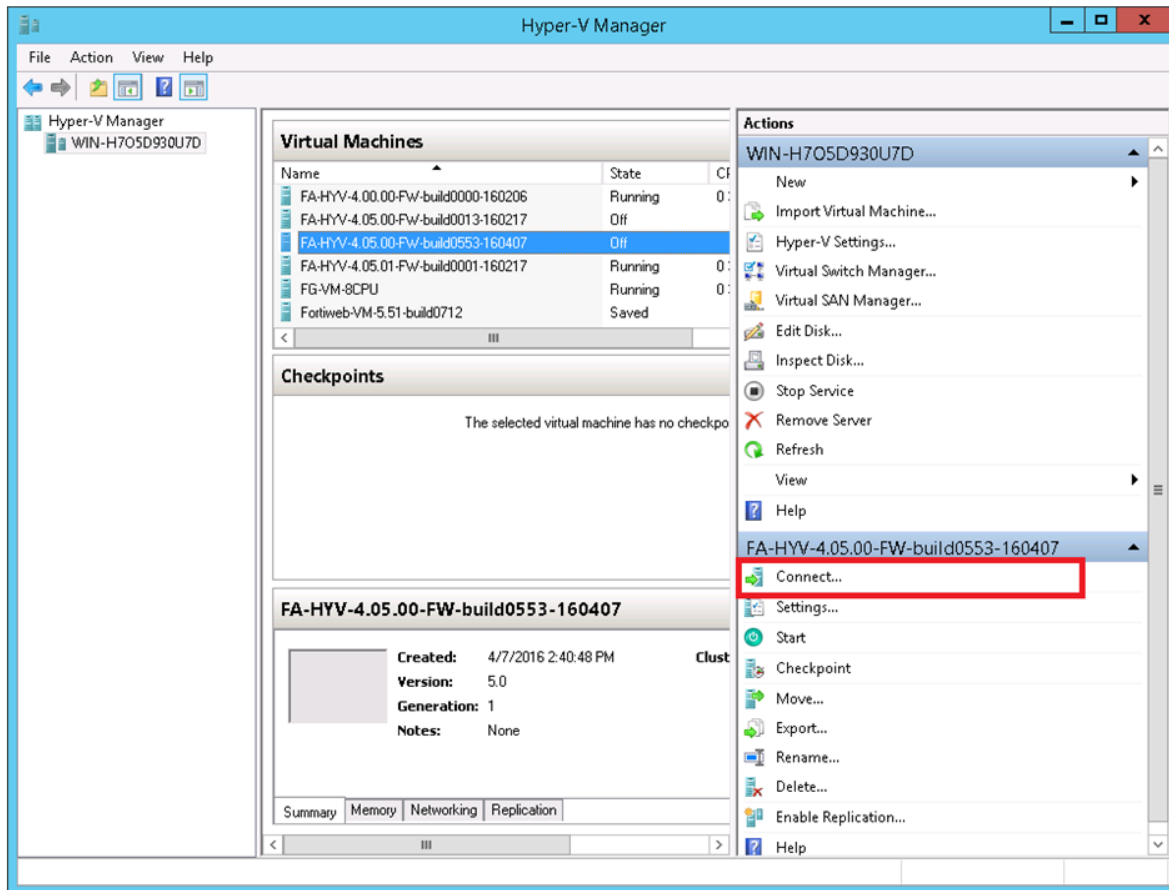 Hyper-V Manager
File Action View Help
Hyper-V Manager
WIN-H7O5D930U7D
Virtual Machines
Name State
FA-HYV-4.00.00-FW-build0000-160206 Running 0
FA-HYV-4.05.00-FW-build0013-160217 Off
FA-HYV-4.05.00-FW-build0553-160407 Off
FA-HYV-4.05.01-FW-build0001-160217 Running 0
FG-VM-8CPU Running 0
Fortiweb-VM-5.51-build0712 Saved
Checkpoints
The selected virtual machine has no checkpo
FA-HYV-4.05.00-FW-build0553-160407
Created: 4/7/2016 2:40:48 PM Clust
Version: 5.0
Generation: 1
Notes: None
Summary Memory Networking Replication
Actions
WIN-H7O5D930U7D
New
Import Virtual Machine...
Hyper-V Settings...
Virtual Switch Manager...
Virtual SAN Manager...
Edit Disk...
Inspect Disk...
Stop Service
Remove Server
Refresh
View
Help
FA-HYV-4.05.00-FW-build0553-160407
Connect...
Settings...
Start
Checkpoint
Move...
Export...
Rename...
Delete...
Enable Replication...
Help